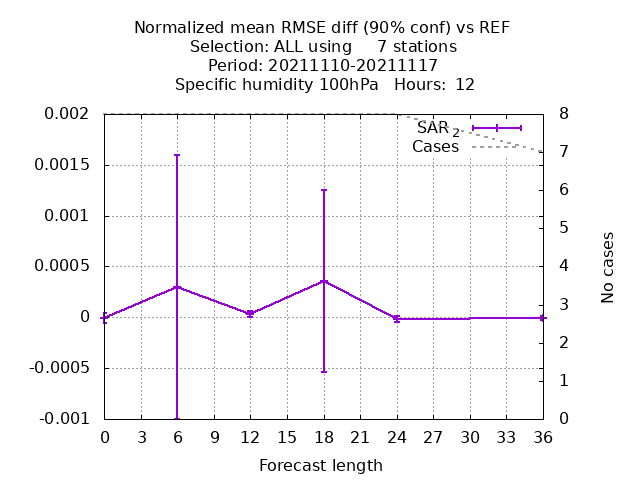 Normalized mean RMSE diff (90% conf) vs REF
Selection: ALL using     7 stations
Period: 20211110-20211117
Specific humidity 100hPa   Hours:  12
0.002
0.0015
0.001
0.0005
0
-0.0005
-0.001
8
7
6
5
4
3
2
1
0
SAR 2
Cases
No cases
0 3 6 9 12 15 18 21 24 27 30 33 36
Forecast length